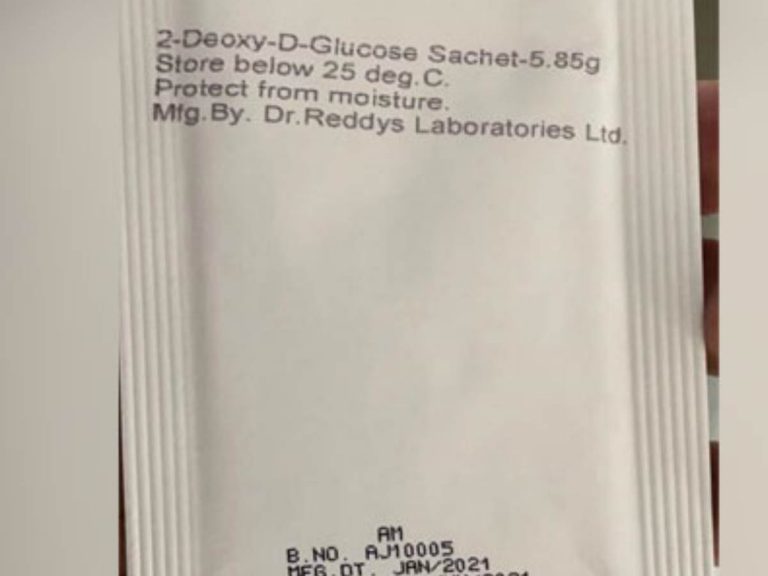 2-Deoxy-D-Glucose Sachet-5.85g
Store below 25 deg.C.
Protect from moisture.
Mfg.By. Dr.Reddys Laboratories Ltd.
AM
B.NO. AJ10005
MFG.DT. JAN/2021